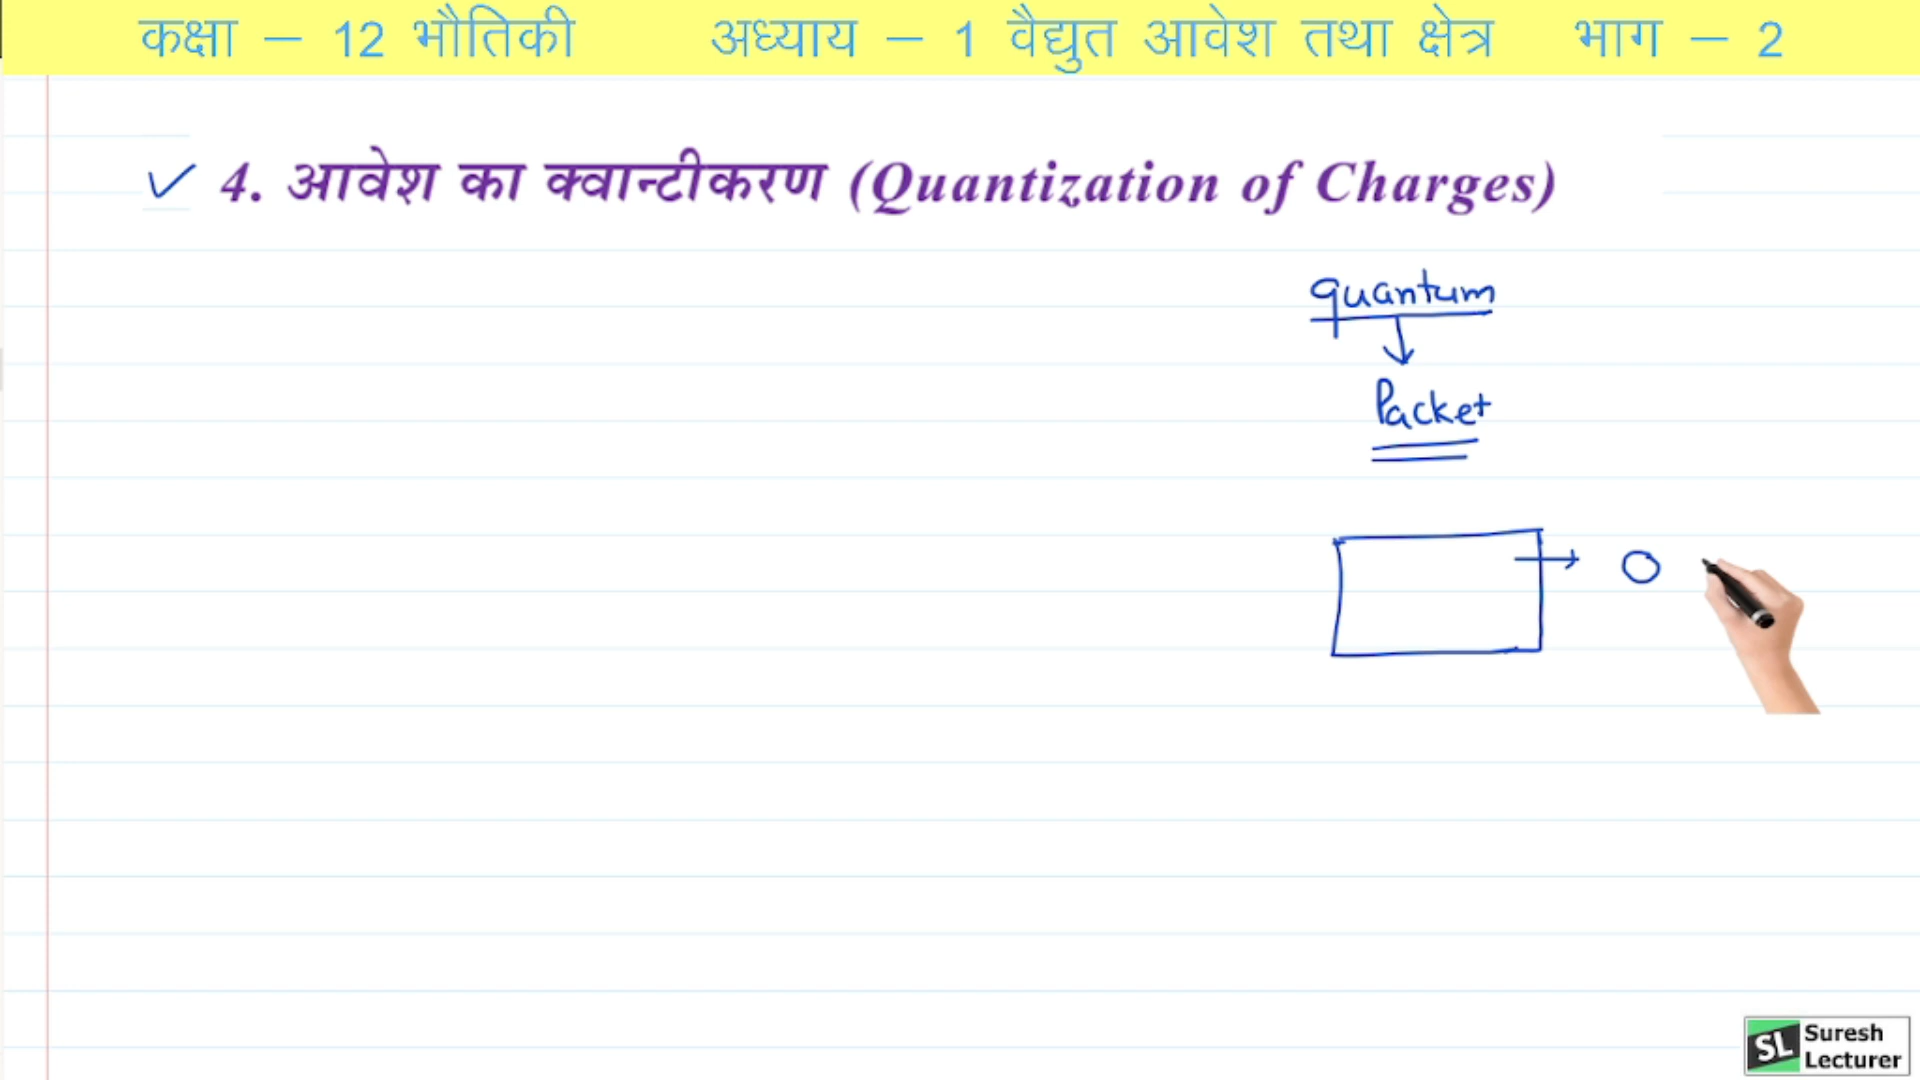 कक्षा – 12 भौतिकी अध्याय – 1 वैद्युत आवेश तथा क्षेत्र भाग – 2
4. आवेश का क्वान्टीकरण (Quantization of Charges)
quantum
Packet
SL Suresh
Lecturer